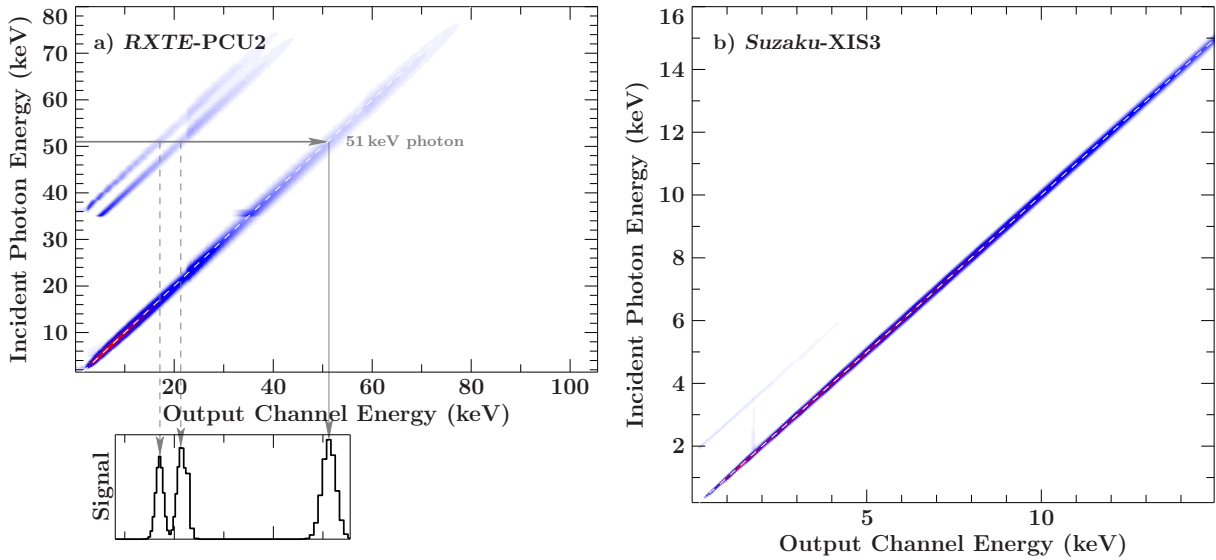 a) RXTE-PCU2
Incident Photon Energy (keV)
80
70
60
50
40
30
20
10
51 keV photon
20
40
60
80
100
Output Channel Energy (keV)
Signal
b) Suzaku-XIS3
Incident Photon Energy (keV)
16
14
12
10
8
6
4
2
5
10
Output Channel Energy (keV)